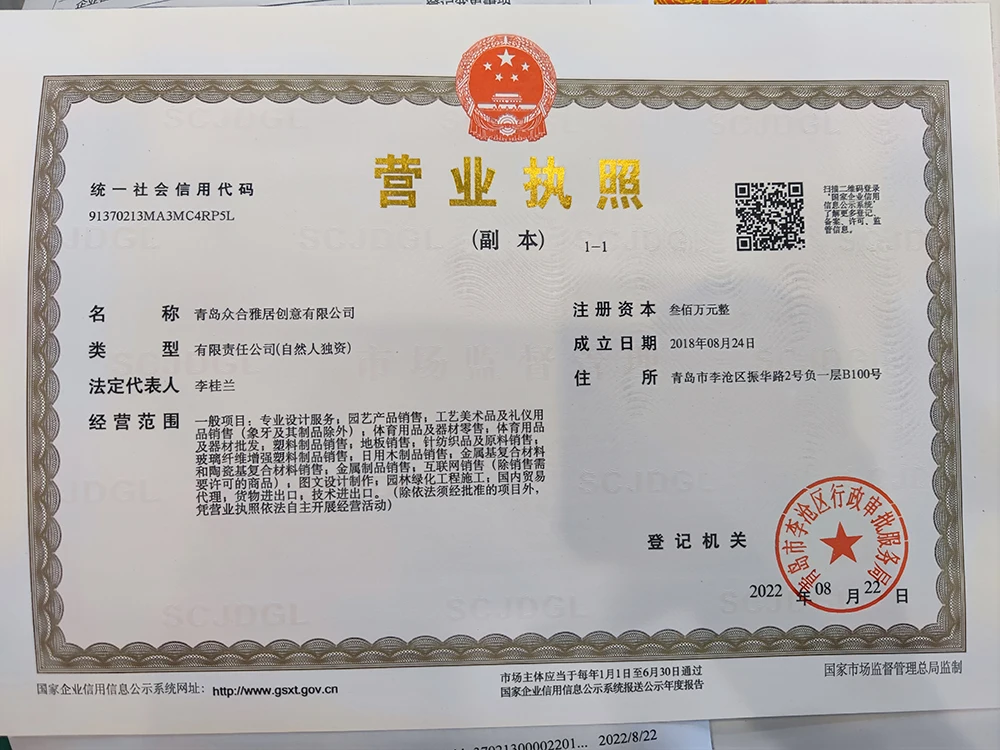 登记变更事项
营业执照
（副 本） 1-1
统一社会信用代码
91370213MA3MC4RP5L
扫描二维码登录
“国家企业信用
信息公示系统”
了解更多登记、
备案、许可、监
管信息。
名 称 青岛众合雅居创意有限公司
类 型 有限责任公司(自然人独资)
法定代表人 李桂兰
经营范围 一般项目：专业设计服务；园艺产品销售；工艺美术品及礼仪用
品销售（象牙及其制品除外）；体育用品及器材零售；体育用品
及器材批发；塑料制品销售；地板销售；针纺织品及原料销售；
玻璃纤维增强塑料制品销售；日用木制品销售；金属基复合材料
和陶瓷基复合材料销售；金属制品销售；互联网销售（除销售需
要许可的商品）；图文设计制作；园林绿化工程施工；国内贸易
代理；货物进出口；技术进出口。（除依法须经批准的项目外，
凭营业执照依法自主开展经营活动）
注册资本 叁佰万元整
成立日期 2018年08月24日
住 所 青岛市李沧区振华路2号负一层B100号
登记机关
青岛市李沧区行政审批服务局
2022 年 08 月 22 日
国家企业信用信息公示系统网址：http://www.gsxt.gov.cn
市场主体应当于每年1月1日至6月30日通过
国家企业信用信息公示系统报送公示年度报告
国家市场监督管理总局监制
37021300002201... 2022/8/22